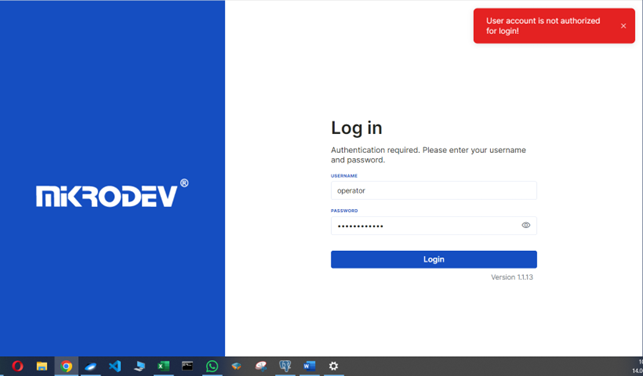 User account is not authorized
for login!
Log in
Authentication required. Please enter your username
and password.
USERNAME
operator
PASSWORD
MIKRODEV®
Login
Version 1.1.13